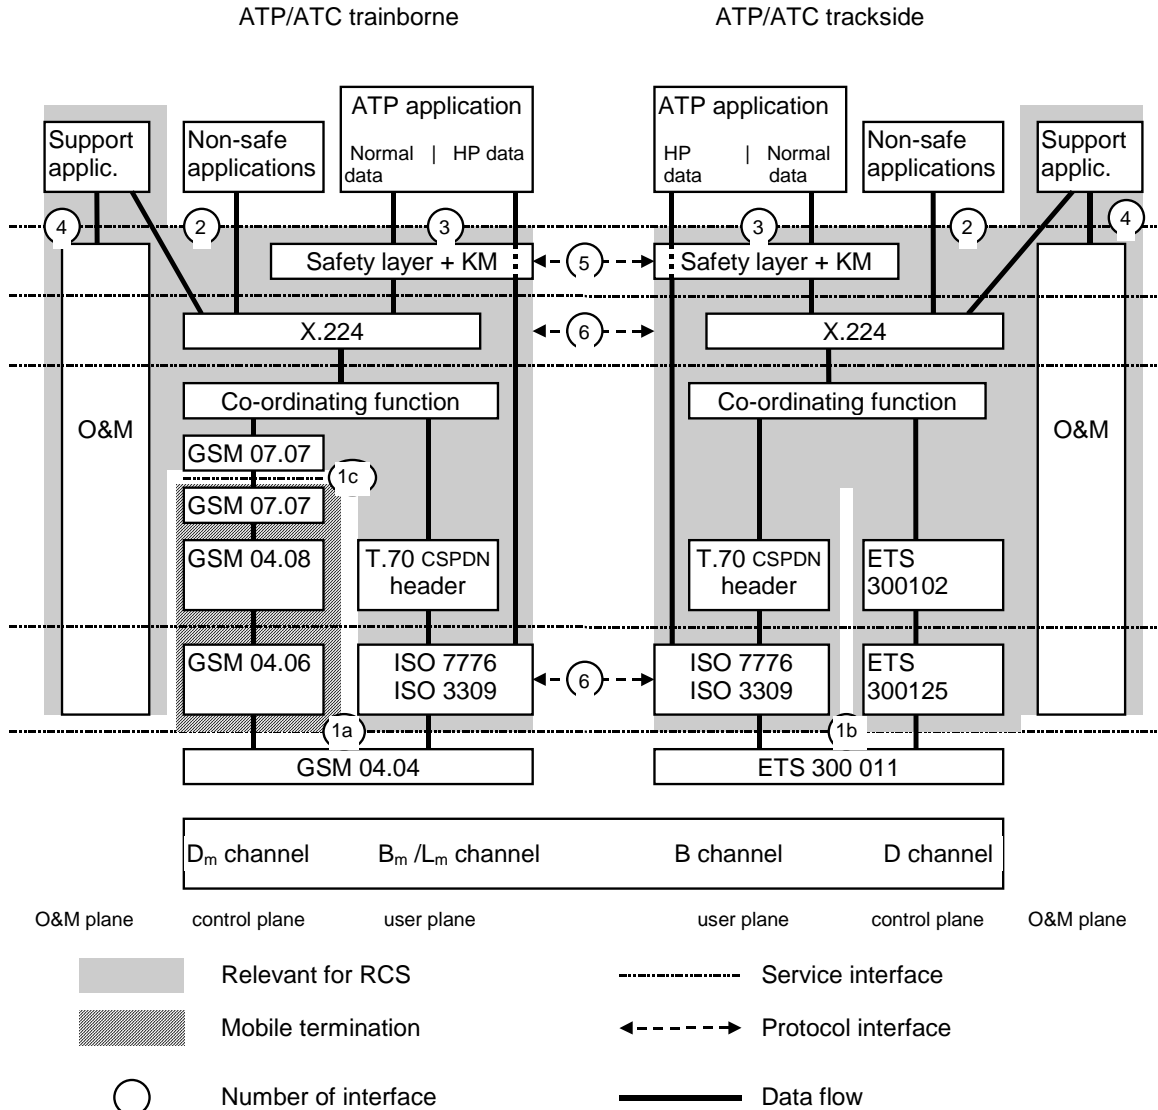 ATP/ATC trainborne
ATP/ATC trackside
Support
applic.
Non-safe
applications
ATP application
Normal | HP data
data
ATP application
HP | Normal
data data
Non-safe
applications
Support
applic.
4
2
3
3
2
4
Safety layer + KM
5
Safety layer + KM
X.224
6
X.224
O&M
Co-ordinating function
Co-ordinating function
O&M
GSM 07.07
1c
GSM 07.07
GSM 04.08
T.70 CSPDN
header
T.70 CSPDN
header
ETS
300102
GSM 04.06
ISO 7776
ISO 3309
6
ISO 7776
ISO 3309
ETS
300125
1a
1b
GSM 04.04
ETS 300 011
Dm channel
Bm /Lm channel
B channel
D channel
O&M plane
control plane
user plane
user plane
control plane
O&M plane
Relevant for RCS
Service interface
Mobile termination
Protocol interface
Number of interface
Data flow